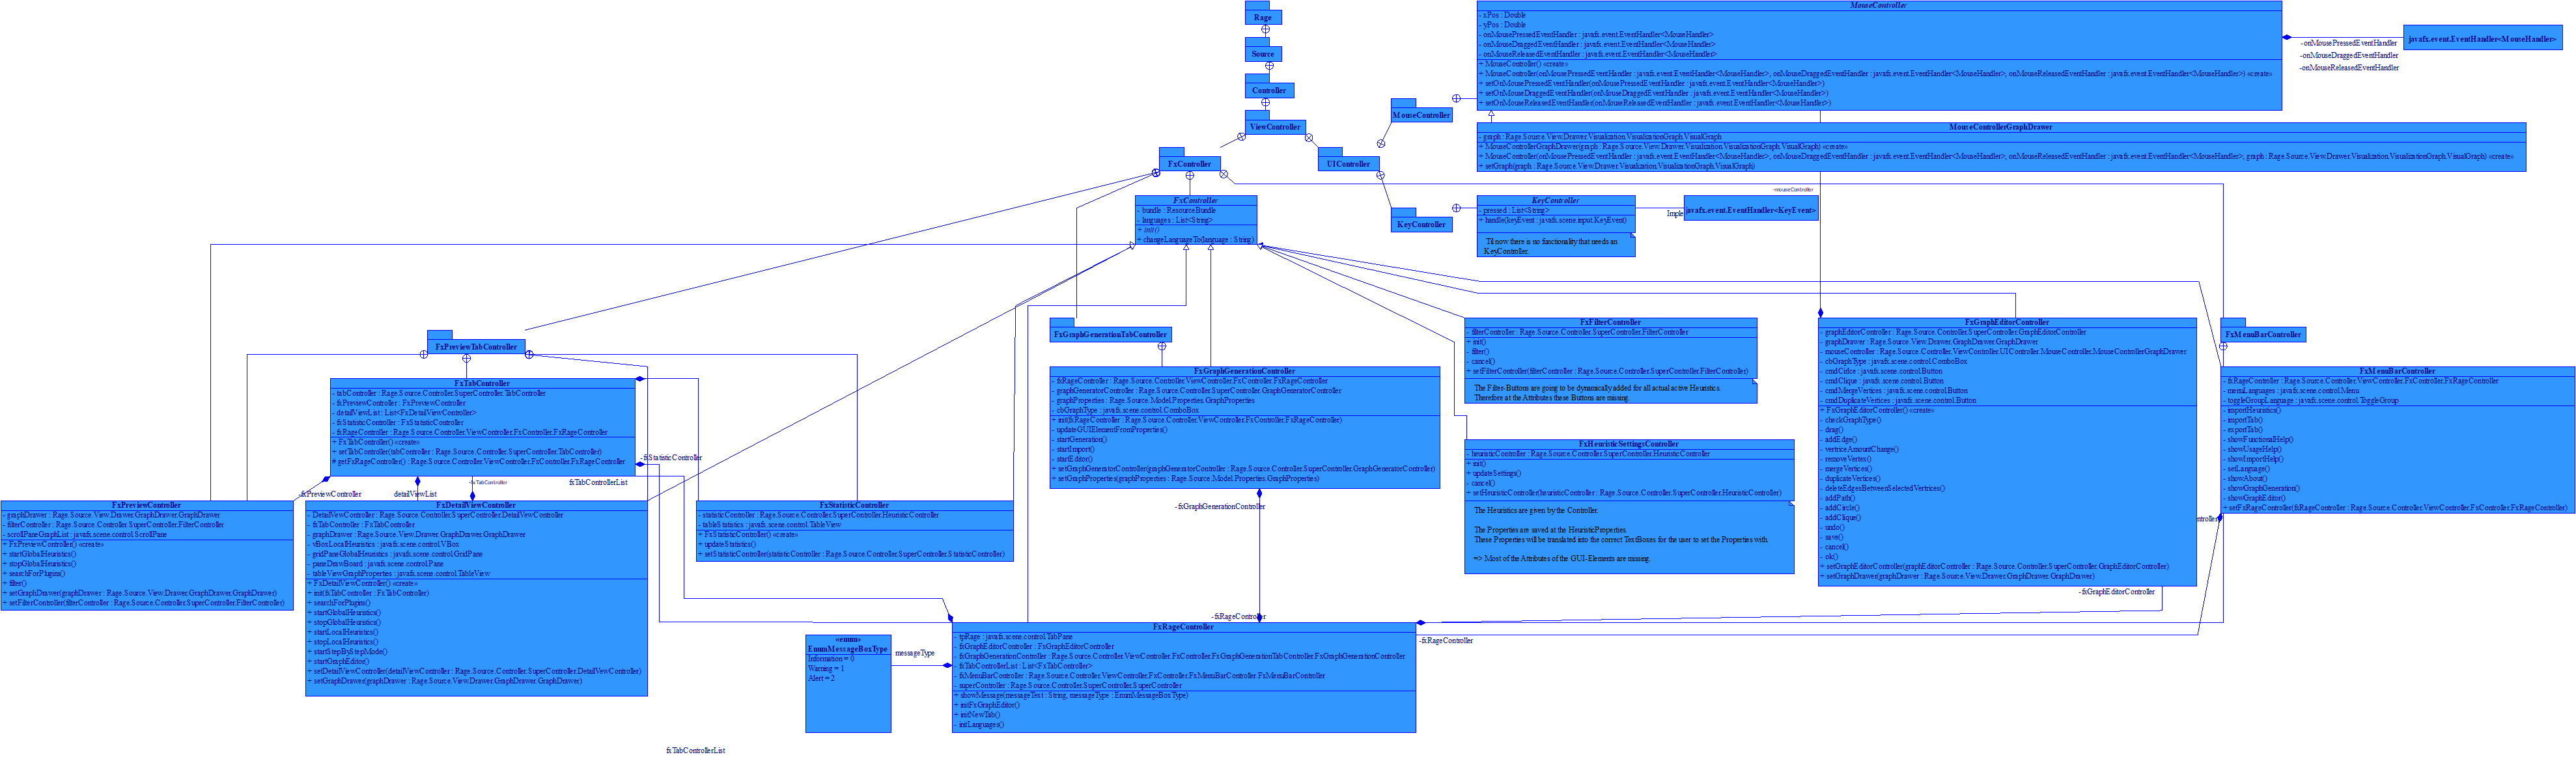 Rage
Source
Controller
ViewController
FxController
UIController
MouseController
KeyController
MouseController
- xPos : Double
- yPos : Double
- onMousePressedEventHandler : javafx.event.EventHandler<MouseHandler>
- onMouseDraggedEventHandler : javafx.event.EventHandler<MouseHandler>
- onMouseReleasedEventHandler : javafx.event.EventHandler<MouseHandler>
+ MouseController() «create»
+ MouseController(onMousePressedEventHandler : javafx.event.EventHandler<MouseHandler>, onMouseDraggedEventHandler : javafx.event.EventHandler<MouseHandler>, onMouseReleasedEventHandler : javafx.event.EventHandler<MouseHandler>) «create»
+ setOnMousePressedEventHandler(onMousePressedEventHandler : javafx.event.EventHandler<MouseHandler>)
+ setOnMouseDraggedEventHandler(onMouseDraggedEventHandler : javafx.event.EventHandler<MouseHandler>)
+ setOnMouseReleasedEventHandler(onMouseReleasedEventHandler : javafx.event.EventHandler<MouseHandler>)
-onMousePressedEventHandler
-onMouseDraggedEventHandler
-onMouseReleasedEventHandler
javafx.event.EventHandler<MouseHandler>
MouseControllerGraphDrawer
- graph : Rage.Source.View.Drawer.Visualization.VisualizationGraph.VisualGraph
+ MouseControllerGraphDrawer(graph : Rage.Source.View.Drawer.Visualization.VisualizationGraph.VisualGraph) «create»
+ MouseController(onMousePressedEventHandler : javafx.event.EventHandler<MouseHandler>, onMouseDraggedEventHandler : javafx.event.EventHandler<MouseHandler>, onMouseReleasedEventHandler : javafx.event.EventHandler<MouseHandler>, graph : Rage.Source.View.Drawer.Visualization.VisualizationGraph.VisualGraph) «create»
+ setGraph(graph : Rage.Source.View.Drawer.Visualization.VisualizationGraph.VisualGraph)
-mouseController
KeyController
- pressed : List<String>
+ handle(keyEvent : javafx.scene.input.KeyEvent)
Til now there is no functionality that needs an
KeyController.
Imple
javafx.event.EventHandler<KeyEvent>
FxController
- bundle : ResourceBundle
- languages : List<String>
+ init()
+ changeLanguageTo(language : String)
FxPreviewTabController
FxTabController
- tabController : Rage.Source.Controller.SuperController.TabController
- fxPreviewController : FxPreviewController
- detailViewList : List<FxDetailViewController>
- fxStatisticController : FxStatisticController
- fxRageController : Rage.Source.Controller.ViewController.FxController.FxRageController
+ FxTabController() «create»
+ setTabController(tabController : Rage.Source.Controller.SuperController.TabController)
# getFxRageController() : Rage.Source.Controller.ViewController.FxController.FxRageController
-fxStatisticController
-fxPreviewController
detailViewList
-fxTabController
fxTabControllerList
FxPreviewController
- graphDrawer : Rage.Source.View.Drawer.GraphDrawer.GraphDrawer
- filterController : Rage.Source.Controller.SuperController.FilterController
- scrollPaneGraphList : javafx.scene.control.ScrollPane
+ FxPreviewController() «create»
+ startGlobalHeuristics()
+ stopGlobalHeuristics()
+ searchForPlugins()
+ filter()
+ setGraphDrawer(graphDrawer : Rage.Source.View.Drawer.GraphDrawer.GraphDrawer)
+ setFilterController(filterController : Rage.Source.Controller.SuperController.FilterController)
FxDetailViewController
- DetailViewController : Rage.Source.Controller.SuperController.DetailViewController
- fxTabController : FxTabController
- graphDrawer : Rage.Source.View.Drawer.GraphDrawer.GraphDrawer
- vBoxLocalHeuristics : javafx.scene.control.VBox
- gridPaneGlobalHeuristics : javafx.scene.control.GridPane
- paneDrawBoard : javafx.scene.control.Pane
- tableViewGraphProperties : javafx.scene.control.TableView
+ FxDetailViewController() «create»
+ init(fxTabController : FxTabController)
+ searchForPlugins()
+ startGlobalHeuristics()
+ stopGlobalHeuristics()
+ startLocalHeuristics()
+ stopLocalHeuristics()
+ startStepByStepMode()
+ startGraphEditor()
+ setDetailViewController(detailViewController : Rage.Source.Controller.SuperController.DetailViewController)
+ setGraphDrawer(graphDrawer : Rage.Source.View.Drawer.GraphDrawer.GraphDrawer)
FxStatisticController
- statisticController : Rage.Source.Controller.SuperController.HeuristicController
- tableStatistics : javafx.scene.control.TableView
+ FxStatisticController() «create»
+ updateStatistics()
+ setStatisticController(statisticController : Rage.Source.Controller.SuperController.StatisticController)
FxGraphGenerationTabController
FxGraphGenerationController
- fxRageController : Rage.Source.Controller.ViewController.FxController.FxRageController
- graphGeneratorController : Rage.Source.Controller.SuperController.GraphGeneratorController
- graphProperties : Rage.Source.Model.Properties.GraphProperties
- cbGraphType : javafx.scene.control.ComboBox
+ init(fxRageController : Rage.Source.Controller.ViewController.FxController.FxRageController)
- updateGUIElementFromProperties()
- startGeneration()
- startImport()
- startEditor()
+ setGraphGeneratorController(graphGeneratorController : Rage.Source.Controller.SuperController.GraphGeneratorController)
+ setGraphProperties(graphProperties : Rage.Source.Model.Properties.GraphProperties)
-fxGraphGenerationController
-fxRageController
FxFilterController
- filterController : Rage.Source.Controller.SuperController.FilterController
+ init()
- filter()
- cancel()
+ setFilterController(filterController : Rage.Source.Controller.SuperController.FilterController)
The Filter-Buttons are going to be dynamically added for all actual active Heuristics.
Therefore at the Attributes these Buttons are missing.
FxHeuristicSettingsController
- heuristicController : Rage.Source.Controller.SuperController.HeuristicController
+ init()
+ updateSettings()
- cancel()
+ setHeuristicController(heuristicController : Rage.Source.Controller.SuperController.HeuristicController)
The Heuristics are given by the Controller.
The Properties are saved at the HeuristicProperties.
These Properties will be translated into the correct TextBoxes for the user to set the Properties with.
=> Most of the Attributes of the GUI-Elements are missing.
FxGraphEditorController
- graphEditorController : Rage.Source.Controller.SuperController.GraphEditorController
- graphDrawer : Rage.Source.View.Drawer.GraphDrawer.GraphDrawer
- mouseController : Rage.Source.Controller.ViewController.UIController.MouseController.MouseControllerGraphDrawer
- cbGraphType : javafx.scene.control.ComboBox
- cmdCirlce : javafx.scene.control.Button
- cmdClique : javafx.scene.control.Button
- cmdMergeVertices : javafx.scene.control.Button
- cmdDuplicateVertices : javafx.scene.control.Button
+ FxGraphEditorController() «create»
- checkGraphType()
- drag()
- addEdge()
- vertriceAmountChange()
- removeVertex()
- mergeVertices()
- duplicateVertices()
- deleteEdgesBetweenSelectedVertrices()
- addPath()
- addCircle()
- addClique()
- undo()
- save()
- cancel()
- ok()
+ setGraphEditorController(graphEditorController : Rage.Source.Controller.SuperController.GraphEditorController)
+ setGraphDrawer(graphDrawer : Rage.Source.View.Drawer.GraphDrawer.GraphDrawer)
-fxGraphEditorController
FxMenuBarController
FxMenuBarController
- fxRageController : Rage.Source.Controller.ViewController.FxController.FxRageController
- menuLanguages : javafx.scene.control.Menu
- toggleGroupLanguage : javafx.scene.control.ToggleGroup
- importHeuristics()
- importTab()
- exportTab()
- showFunctionalHelp()
- showUsageHelp()
- showImportHelp()
- setLanguage()
- showAbout()
- showGraphGeneration()
- showGraphEditor()
+ setFxRageController(fxRageController : Rage.Source.Controller.ViewController.FxController.FxRageController)
ontroller
-fxRageController
«enum»
EnumMessageBoxType
Information = 0
Warning = 1
Alert = 2
messageType
FxRageController
- tpRage : javafx.scene.control.TabPane
- fxGraphEditorController : FxGraphEditorController
- fxGraphGenerationController : Rage.Source.Controller.ViewController.FxController.FxGraphGenerationTabController.FxGraphGenerationController
- fxTabControllerList : List<FxTabController>
- fxMenuBarController : Rage.Source.Controller.ViewController.FxController.FxMenuBarController.FxMenuBarController
- superController : Rage.Source.Controller.SuperController.SuperController
+ showMessage(messageText : String, messageType : EnumMessageBoxType)
+ initFxGraphEditor()
+ initNewTab()
- initLanguages()
fxTabControllerList